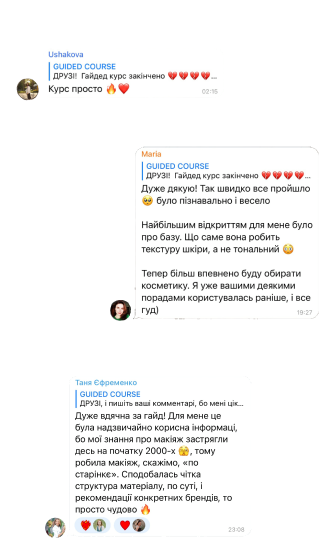 Ushakova
GUIDED COURSE
ДРУЗІ! Гайдед курс закінчено 💔💔💔💔...
Курс просто 🔥❤️
02:15
Maria
GUIDED COURSE
ДРУЗІ! Гайдед курс закінчено 💔💔💔💔...
Дуже дякую! Так швидко все пройшло
🥹 було пізнавально і весело
Найбільшим відкриттям для мене було
про базу. Що саме вона робить
текстуру шкіри, а не тональний 😳
Тепер більш впевнено буду обирати
косметику. Я уже вашими деякими
порадами користувалась раніше, і все
гуд)
19:27
Таня Єфременко
GUIDED COURSE
ДРУЗІ, і пишіть ваші комментарі, бо мені цік...
Дуже вдячна за гайд! Для мене це
була надзвичайно корисна інформаці,
бо мої знання про макіяж застрягли
десь на початку 2000-х 🫣, тому
робила макіяж, скажімо, «по
старінкє». Сподобалась чітка
структура матеріалу, по суті, і
рекомендації конкретних брендів, то
просто чудово 🔥
23:08